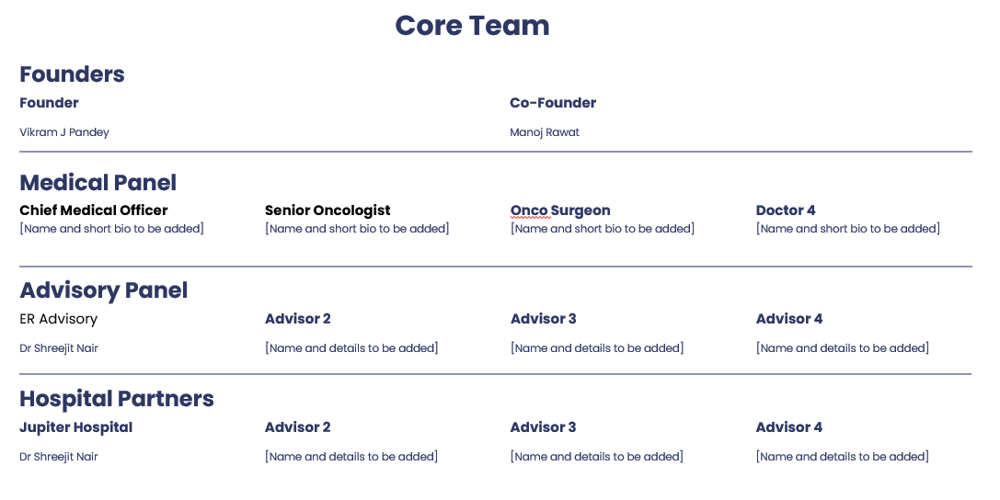 Core Team
Founders
Founder Co-Founder
Vikram J Pandey Manoj Rawat
Medical Panel
Chief Medical Officer Senior Oncologist Onco Surgeon Doctor 4
[Name and short bio to be added] [Name and short bio to be added] [Name and short bio to be added] [Name and short bio to be added]
Advisory Panel
ER Advisory Advisor 2 Advisor 3 Advisor 4
Dr Shreejit Nair [Name and details to be added] [Name and details to be added] [Name and details to be added]
Hospital Partners
Jupiter Hospital Advisor 2 Advisor 3 Advisor 4
Dr Shreejit Nair [Name and details to be added] [Name and details to be added] [Name and details to be added]